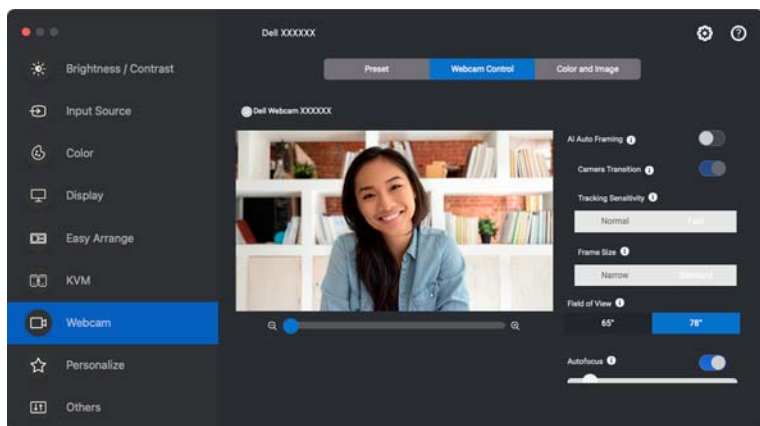 Dell XXXXXX
Brightness / Contrast
Input Source
Color
Display
Easy Arrange
KVM
Webcam
Personalize
Others
Preset
Webcam Control
Color and Image
Dell Webcam XXXXXX
AI Auto Framing
Camera Transition
Tracking Sensitivity
Normal
Fast
Frame Size
Narrow
Standard
Field of View
65°
78°
Autofocus